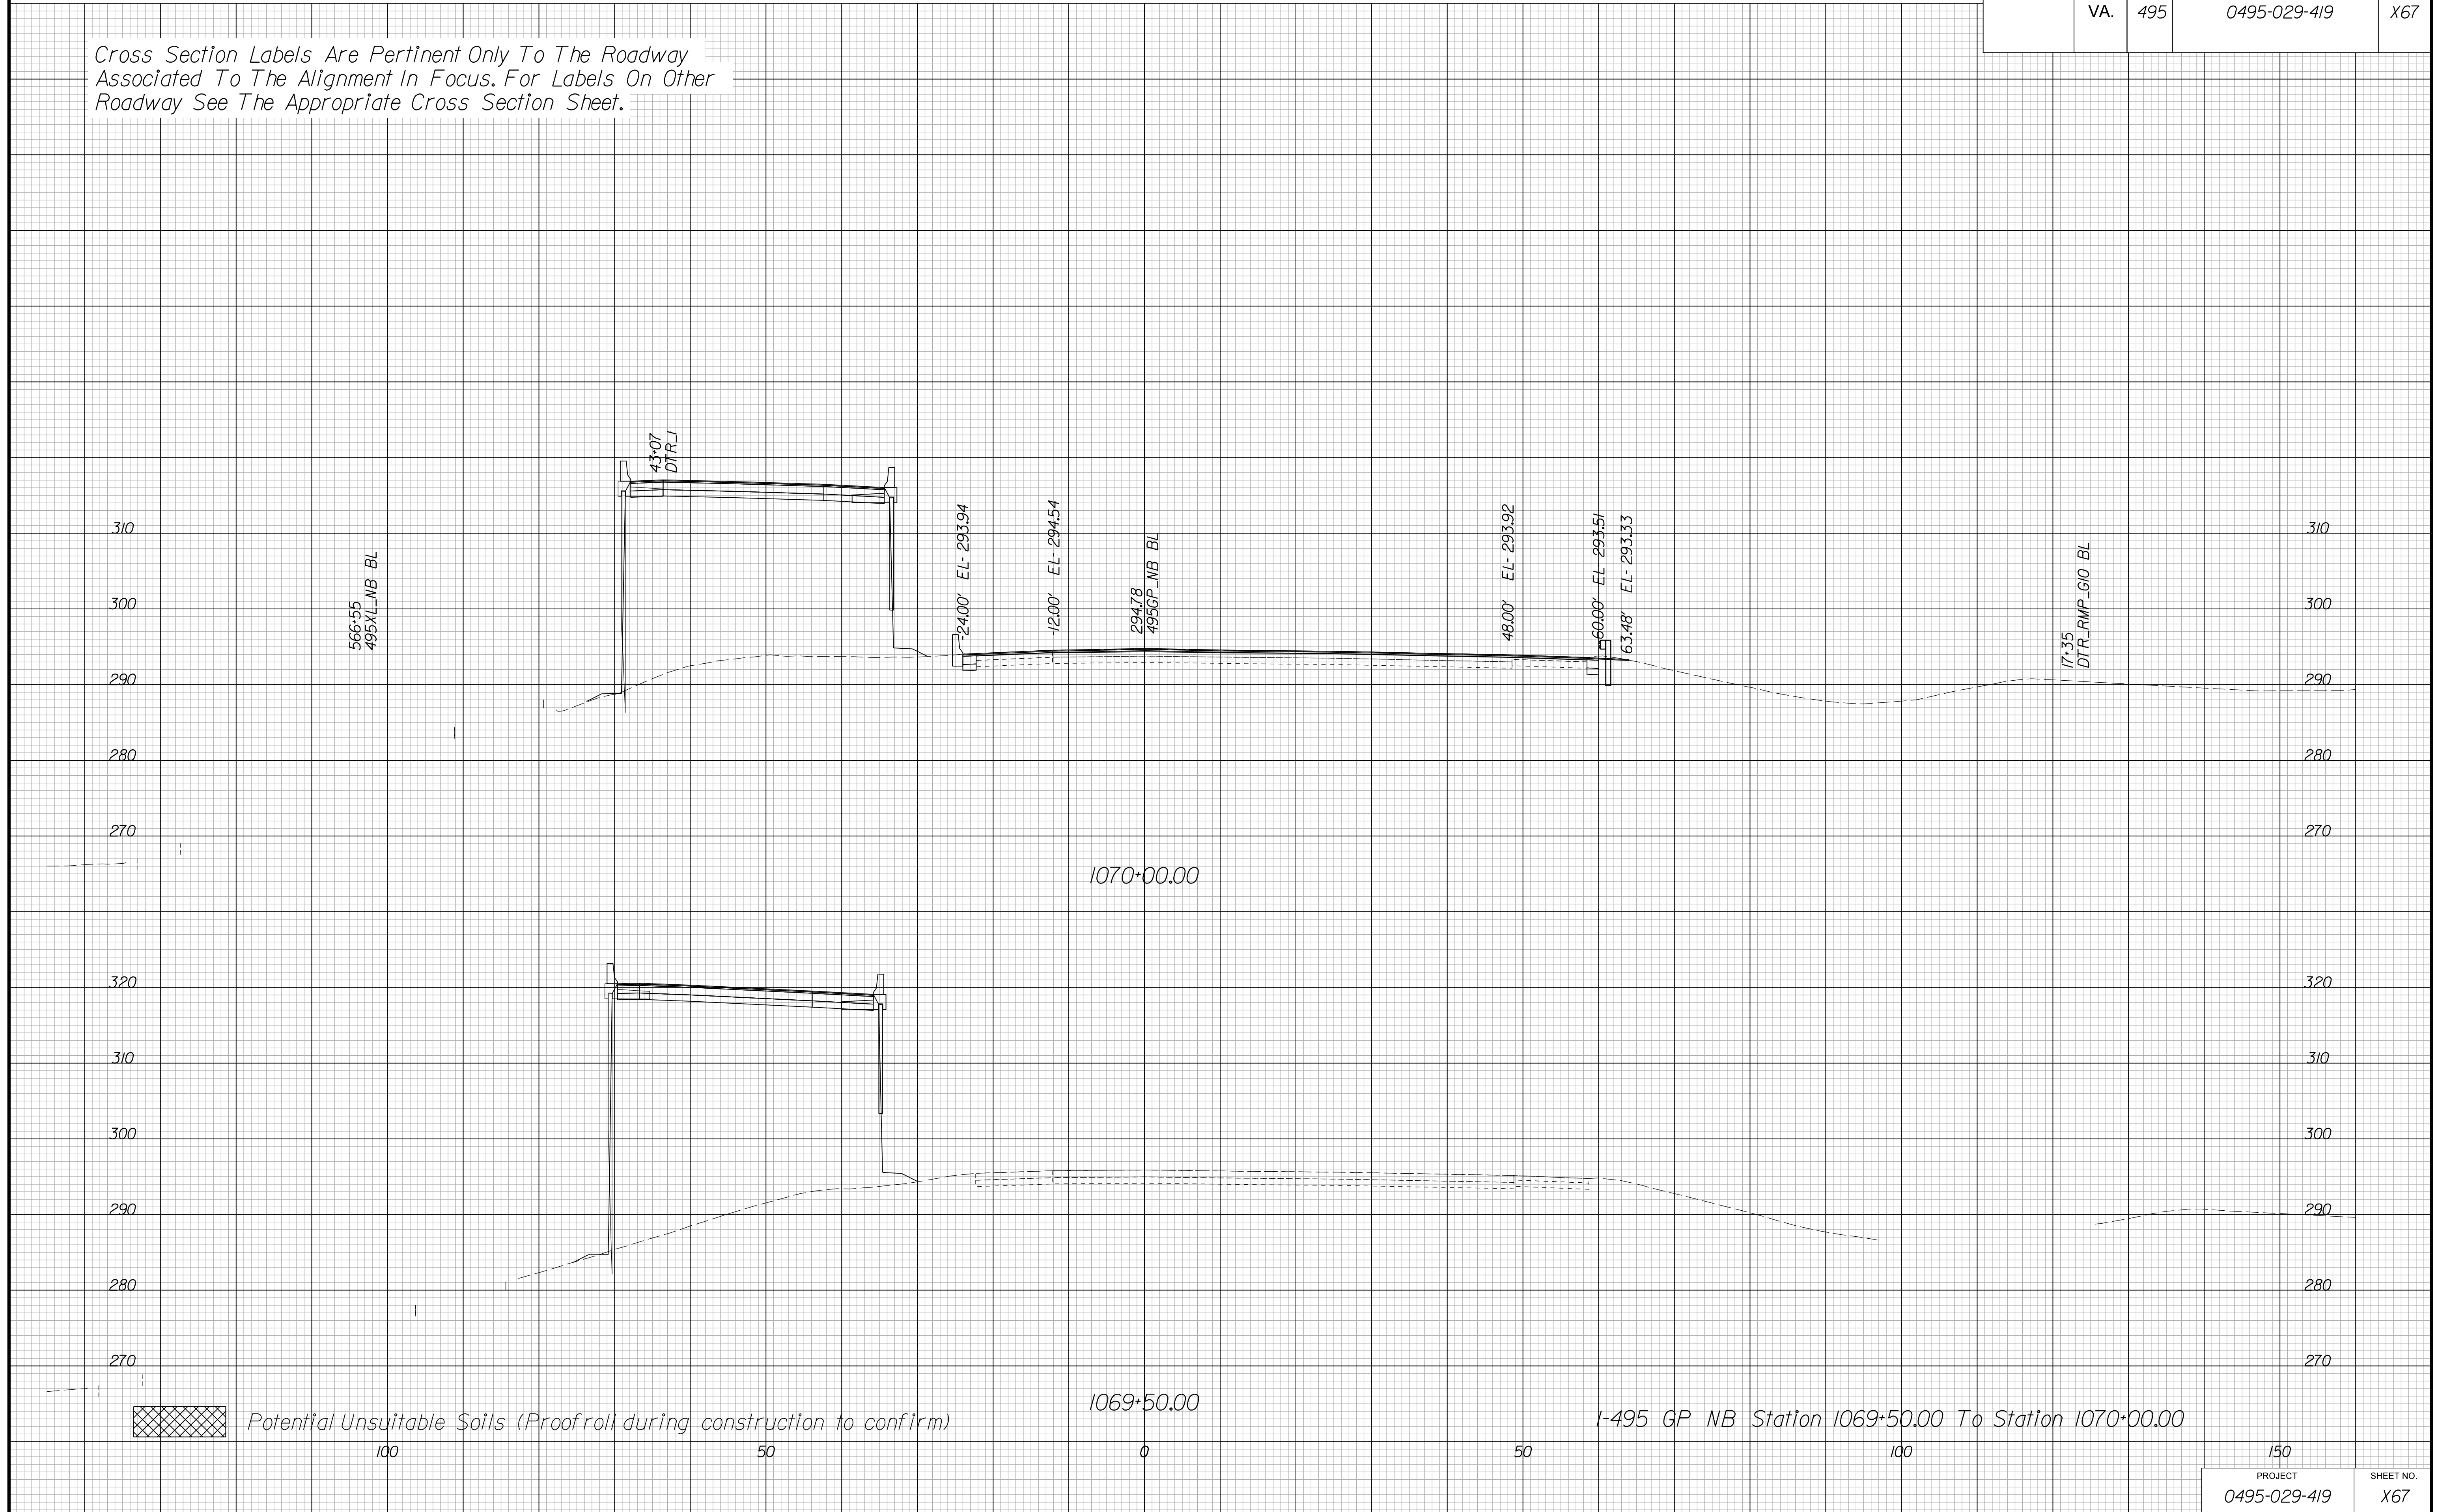 VA. 495 0495-029-419 X67
Cross Section Labels Are Pertinent Only To The Roadway
Associated To The Alignment In Focus. For Labels On Other
Roadway See The Appropriate Cross Section Sheet.
43+07
DTR_1
566+55
495XL_NB BL
-24.00' EL- 293.94
-12.00' EL- 294.54
294.78
495GP_NB BL
48.00' EL- 293.92
60.00' EL- 293.51
63.48' EL- 293.33
17+35
DTR_RMP_G10 BL
310 310
300 300
290 290
280 280
270 270
1070+00.00
320 320
310 310
300 300
290 290
280 280
270 270
1069+50.00
Potential Unsuitable Soils (Proofroll during construction to confirm)
I-495 GP NB Station 1069+50.00 To Station 1070+00.00
100 50 0 50 100 150
PROJECT SHEET NO.
0495-029-419 X67